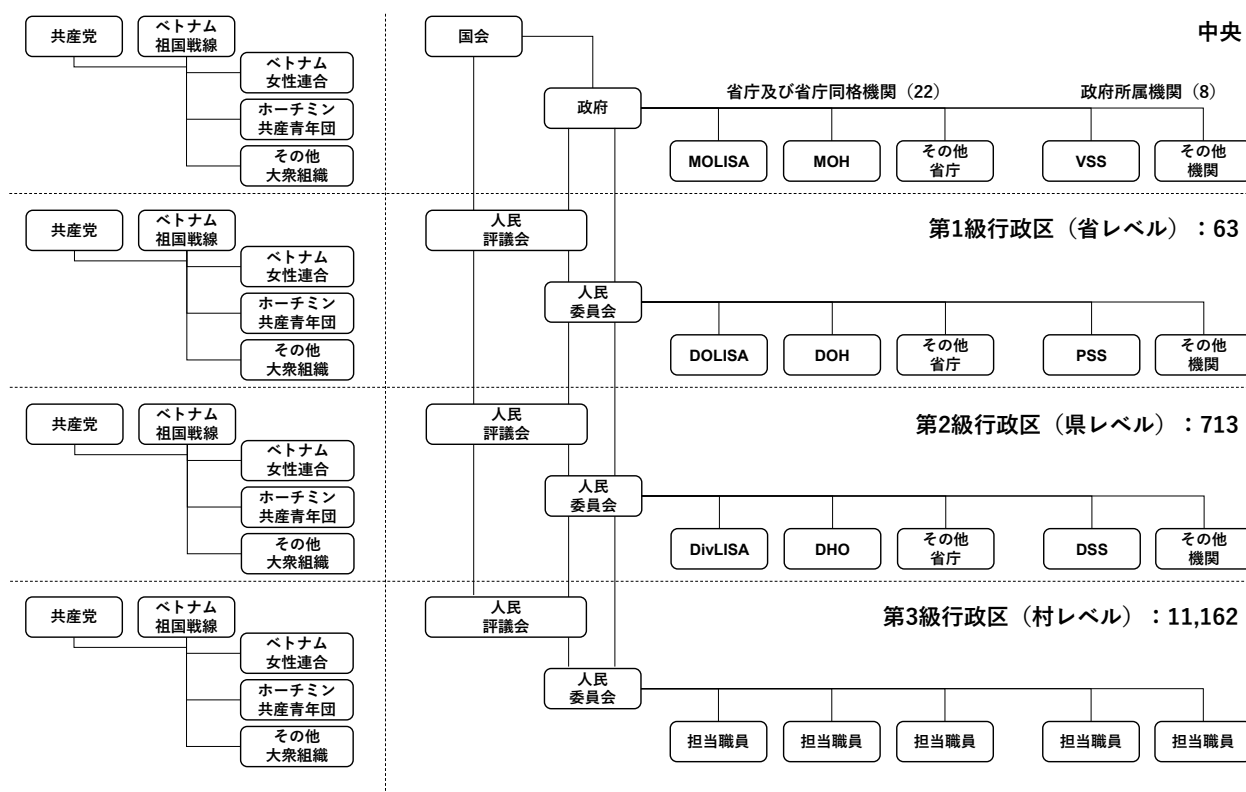 中央
共産党
ベトナム
祖国戦線
ベトナム
女性連合
ホーチミン
共産青年団
その他
大衆組織
国会
政府
省庁及び省庁同格機関（22）
政府所属機関（8）
MOLISA
MOH
その他
省庁
VSS
その他
機関
第1級行政区（省レベル）：63
共産党
ベトナム
祖国戦線
ベトナム
女性連合
ホーチミン
共産青年団
その他
大衆組織
人民
評議会
人民
委員会
DOLISA
DOH
その他
省庁
PSS
その他
機関
第2級行政区（県レベル）：713
共産党
ベトナム
祖国戦線
ベトナム
女性連合
ホーチミン
共産青年団
その他
大衆組織
人民
評議会
人民
委員会
DivLISA
DHO
その他
省庁
DSS
その他
機関
第3級行政区（村レベル）：11,162
共産党
ベトナム
祖国戦線
ベトナム
女性連合
ホーチミン
共産青年団
その他
大衆組織
人民
評議会
人民
委員会
担当職員
担当職員
担当職員
担当職員
担当職員